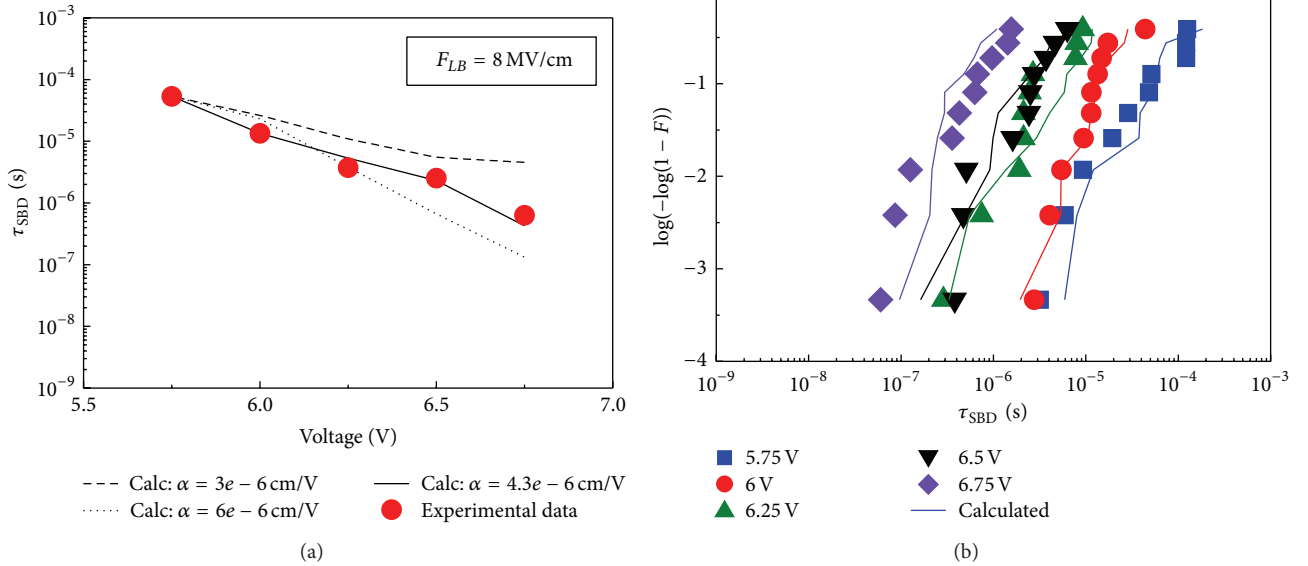 10⁻³
10⁻⁴
10⁻⁵
10⁻⁶
10⁻⁷
10⁻⁸
10⁻⁹
τSBD (s)
F_LB = 8 MV/cm
5.5
6.0
6.5
7.0
Voltage (V)
Calc: α = 3e − 6 cm/V
Calc: α = 4.3e − 6 cm/V
Calc: α = 6e − 6 cm/V
Experimental data
(a)
−1
−2
−3
−4
log(−log(1 − F))
10⁻⁹
10⁻⁸
10⁻⁷
10⁻⁶
10⁻⁵
10⁻⁴
10⁻³
τSBD (s)
5.75 V
6.5 V
6 V
6.75 V
6.25 V
Calculated
(b)